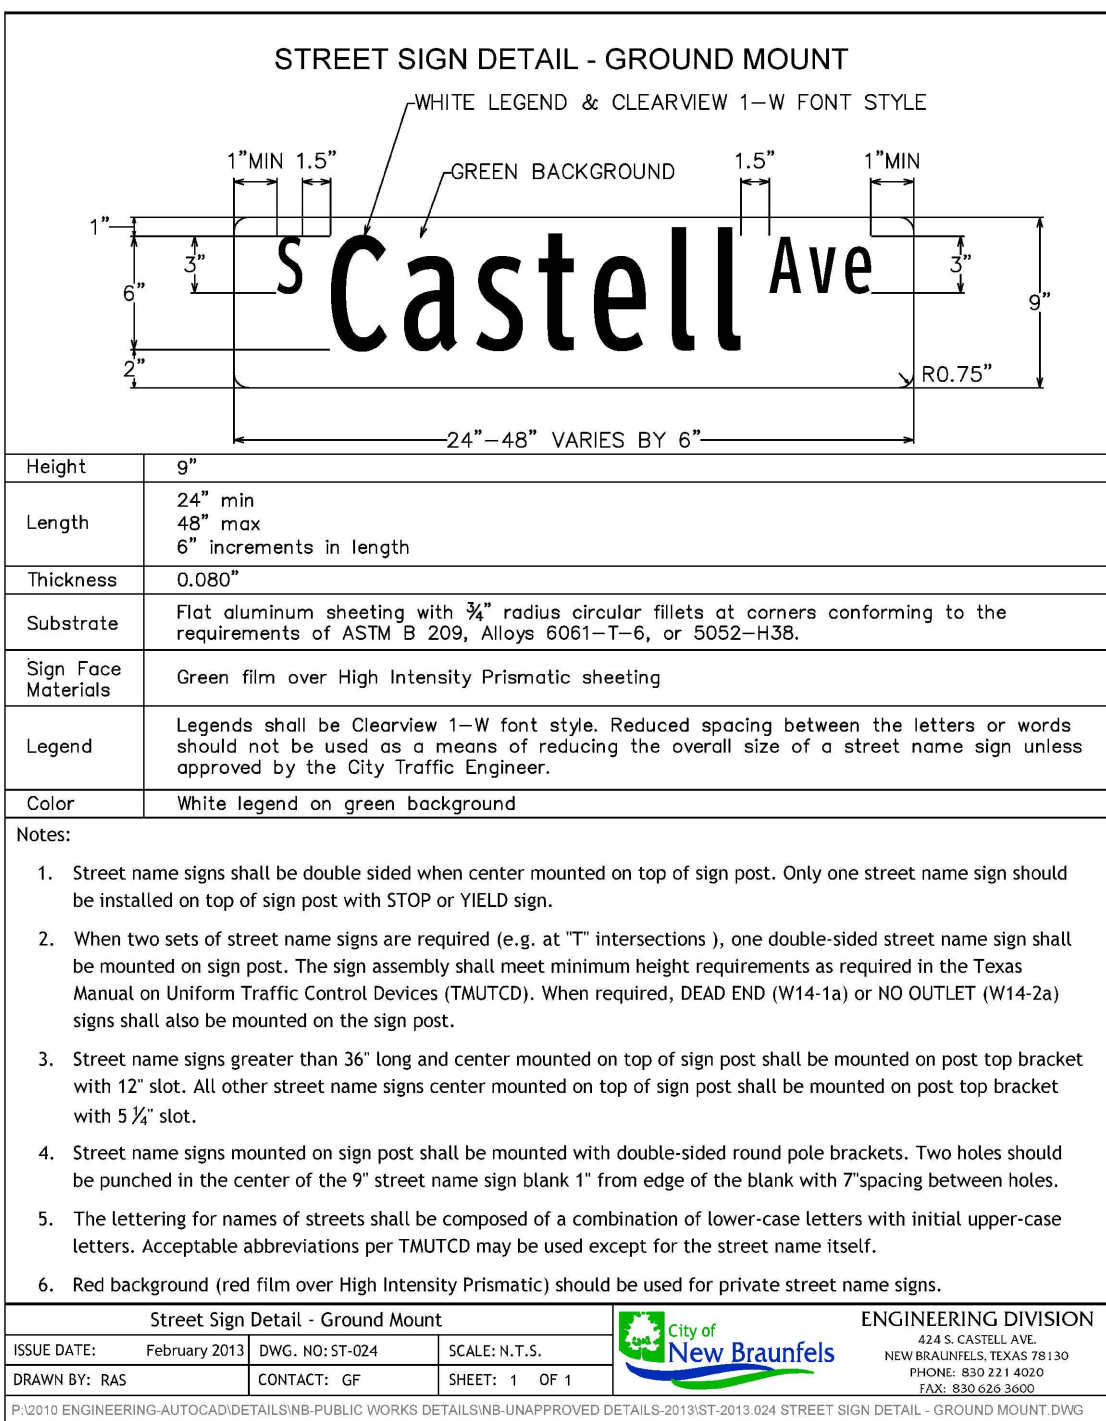 STREET SIGN DETAIL - GROUND MOUNT
WHITE LEGEND & CLEARVIEW 1-W FONT STYLE
1"MIN 1.5" GREEN BACKGROUND 1.5" 1"MIN
1"
S Castell Ave
3" 3"
6" 9"
2"
R0.75"
24"-48" VARIES BY 6"
Height 9"
Length 24" min
48" max
6" increments in length
Thickness 0.080"
Substrate Flat aluminum sheeting with ¾" radius circular fillets at corners conforming to the
requirements of ASTM B 209, Alloys 6061-T-6, or 5052-H38.
Sign Face
Materials Green film over High Intensity Prismatic sheeting
Legend Legends shall be Clearview 1-W font style. Reduced spacing between the letters or words
should not be used as a means of reducing the overall size of a street name sign unless
approved by the City Traffic Engineer.
Color White legend on green background
Notes:
1. Street name signs shall be double sided when center mounted on top of sign post. Only one street name sign should
be installed on top of sign post with STOP or YIELD sign.
2. When two sets of street name signs are required (e.g. at "T" intersections ), one double-sided street name sign shall
be mounted on sign post. The sign assembly shall meet minimum height requirements as required in the Texas
Manual on Uniform Traffic Control Devices (TMUTCD). When required, DEAD END (W14-1a) or NO OUTLET (W14-2a)
signs shall also be mounted on the sign post.
3. Street name signs greater than 36" long and center mounted on top of sign post shall be mounted on post top bracket
with 12" slot. All other street name signs center mounted on top of sign post shall be mounted on post top bracket
with 5 ¼" slot.
4. Street name signs mounted on sign post shall be mounted with double-sided round pole brackets. Two holes should
be punched in the center of the 9" street name sign blank 1" from edge of the blank with 7"spacing between holes.
5. The lettering for names of streets shall be composed of a combination of lower-case letters with initial upper-case
letters. Acceptable abbreviations per TMUTCD may be used except for the street name itself.
6. Red background (red film over High Intensity Prismatic) should be used for private street name signs.
Street Sign Detail - Ground Mount
ISSUE DATE: February 2013 DWG. NO: ST-024 SCALE: N.T.S.
DRAWN BY: RAS CONTACT: GF SHEET: 1 OF 1
City of
New Braunfels
ENGINEERING DIVISION
424 S. CASTELL AVE.
NEW BRAUNFELS, TEXAS 78130
PHONE: 830 221 4020
FAX: 830 626 3600
P:\2010 ENGINEERING-AUTOCAD\DETAILS\NB-PUBLIC WORKS DETAILS\NB-UNAPPROVED DETAILS-2013\ST-2013.024 STREET SIGN DETAIL - GROUND MOUNT.DWG